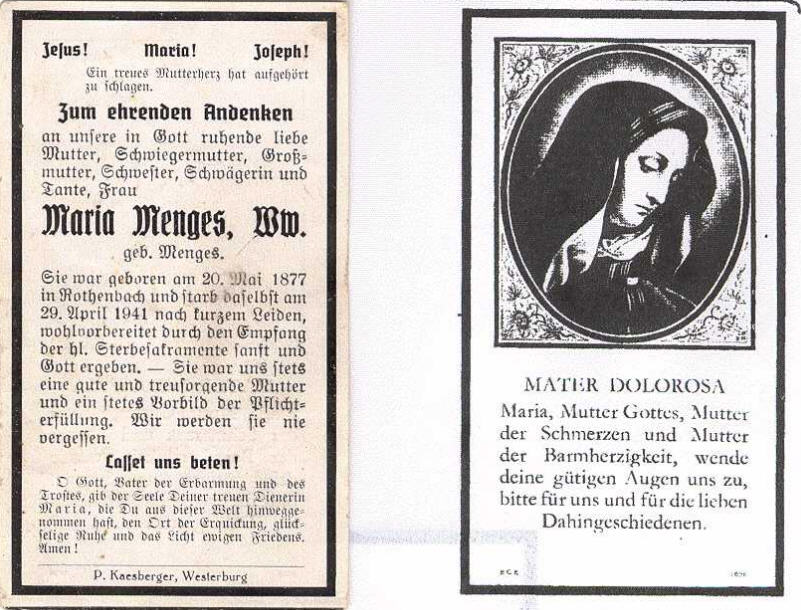 Jesus! Maria! Joseph!
Ein treues Mutterherz hat aufgehört
zu schlagen.
Zum ehrenden Andenken
an unsere in Gott ruhende liebe
Mutter, Schwiegermutter, Groß-
mutter, Schwester, Schwägerin und
Tante, Frau
Maria Menges, Ww.
geb. Menges.
Sie war geboren am 20. Mai 1877
in Rothenbach und starb daselbst am
29. April 1941 nach kurzem Leiden,
wohlvorbereitet durch den Empfang
der hl. Sterbesakramente sanft und
Gott ergeben. — Sie war uns stets
eine gute und treusorgende Mutter
und ein stetes Vorbild der Pflicht-
erfüllung. Wir werden sie nie
vergessen.
Lasset uns beten!
O Gott, Vater der Erbarmung und des
Trostes, gib der Seele Deiner treuen Dienerin
Maria, die Du aus dieser Welt hinwegge-
nommen hast, den Ort der Erquickung, glück-
selige Ruhe und das Licht ewigen Friedens.
Amen!
P. Kaesberger, Westerburg
MATER DOLOROSA
Maria, Mutter Gottes, Mutter
der Schmerzen und Mutter
der Barmherzigkeit, wende
deine gütigen Augen uns zu,
bitte für uns und für die lieben
Dahingeschiedenen.